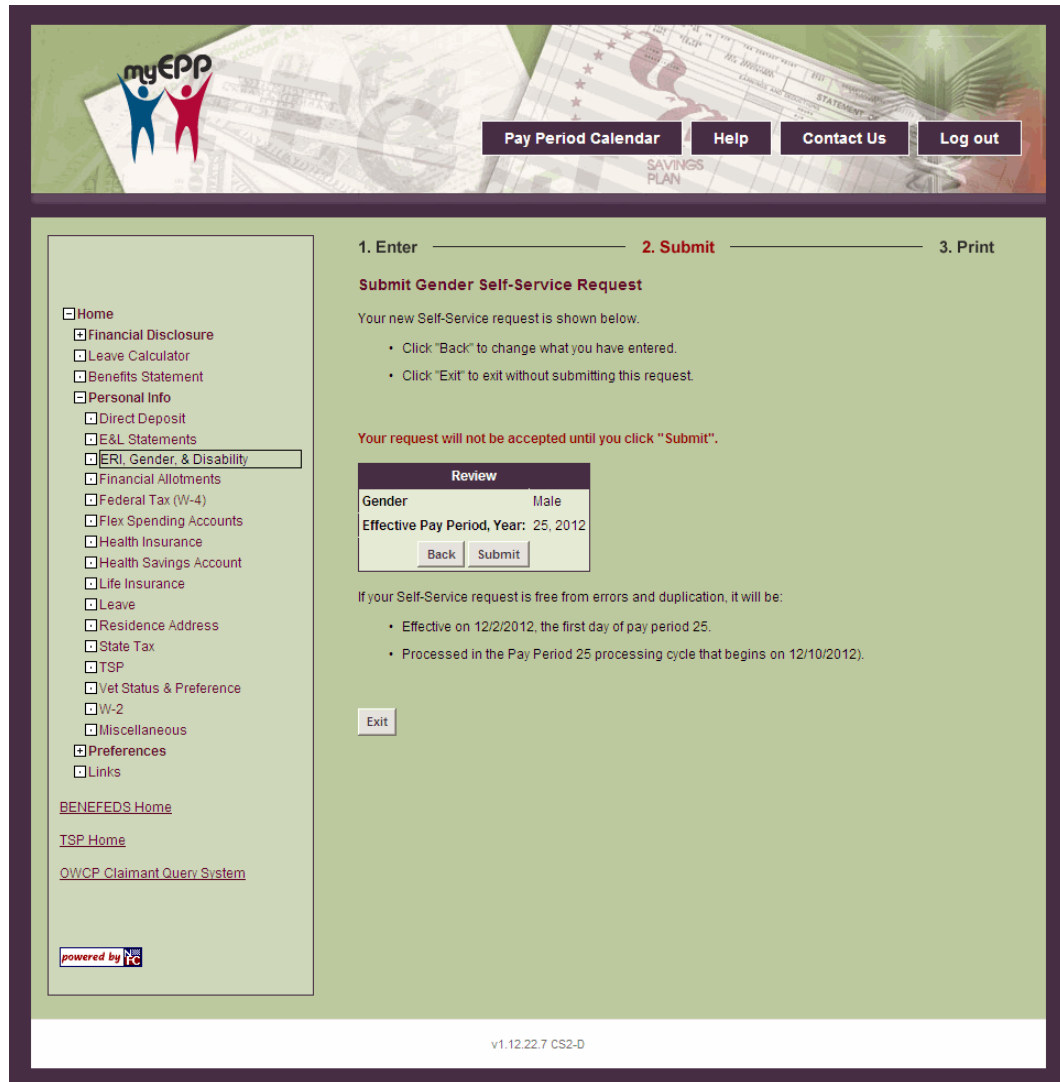 myEPP
Pay Period Calendar
Help
Contact Us
Log out
STATEMENT OF
SAVINGS
PLAN
1. Enter
2. Submit
3. Print
Submit Gender Self-Service Request
Your new Self-Service request is shown below.
• Click "Back" to change what you have entered.
• Click "Exit" to exit without submitting this request.
Your request will not be accepted until you click "Submit".
Review
Gender Male
Effective Pay Period, Year: 25, 2012
Back Submit
If your Self-Service request is free from errors and duplication, it will be:
• Effective on 12/2/2012, the first day of pay period 25.
• Processed in the Pay Period 25 processing cycle that begins on 12/10/2012).
Exit
Home
Financial Disclosure
Leave Calculator
Benefits Statement
Personal Info
Direct Deposit
E&L Statements
ERI, Gender, & Disability
Financial Allotments
Federal Tax (W-4)
Flex Spending Accounts
Health Insurance
Health Savings Account
Life Insurance
Leave
Residence Address
State Tax
TSP
Vet Status & Preference
W-2
Miscellaneous
Preferences
Links
BENEFEDS Home
TSP Home
OWCP Claimant Query System
powered by NFC
v1.12.22.7 CS2-D